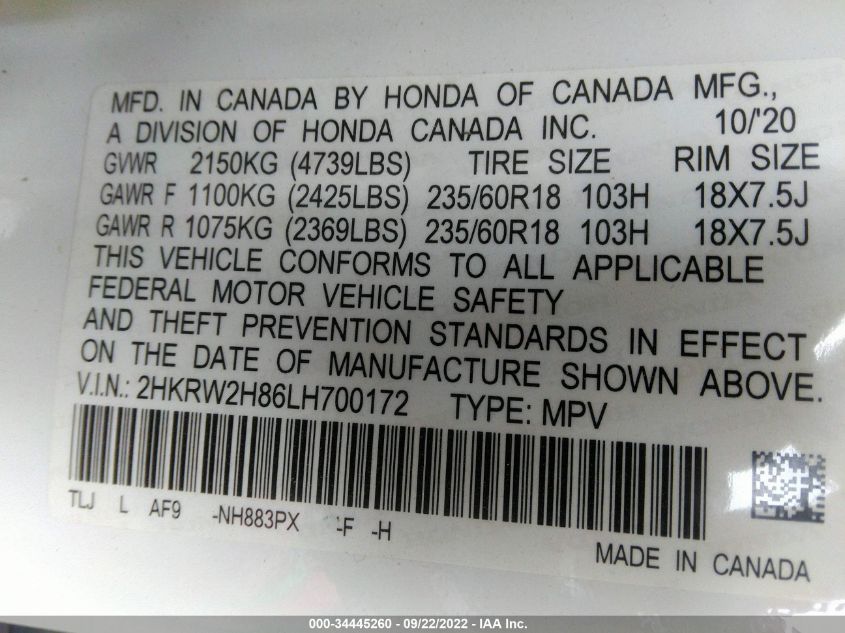 MFD. IN CANADA BY HONDA OF CANADA MFG.,
A DIVISION OF HONDA CANADA INC. 10/'20
GVWR 2150KG (4739LBS) TIRE SIZE RIM SIZE
GAWR F 1100KG (2425LBS) 235/60R18 103H 18X7.5J
GAWR R 1075KG (2369LBS) 235/60R18 103H 18X7.5J
THIS VEHICLE CONFORMS TO ALL APPLICABLE
FEDERAL MOTOR VEHICLE SAFETY
AND THEFT PREVENTION STANDARDS IN EFFECT
ON THE DATE OF MANUFACTURE SHOWN ABOVE.
V.I.N.: 2HKRW2H86LH700172 TYPE: MPV
TLJ L AF9 -NH883PX -F -H
MADE IN CANADA
000-34445260 - 09/22/2022 - IAA Inc.